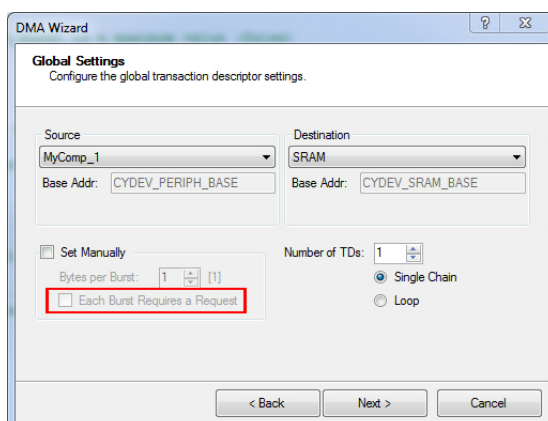 DMA Wizard
Global Settings
Configure the global transaction descriptor settings.
Source
MyComp_1
Base Addr: CYDEV_PERIPH_BASE
Destination
SRAM
Base Addr: CYDEV_SRAM_BASE
Set Manually
Bytes per Burst: 1 [1]
Each Burst Requires a Request
Number of TDs: 1
Single Chain
Loop
< Back Next > Cancel